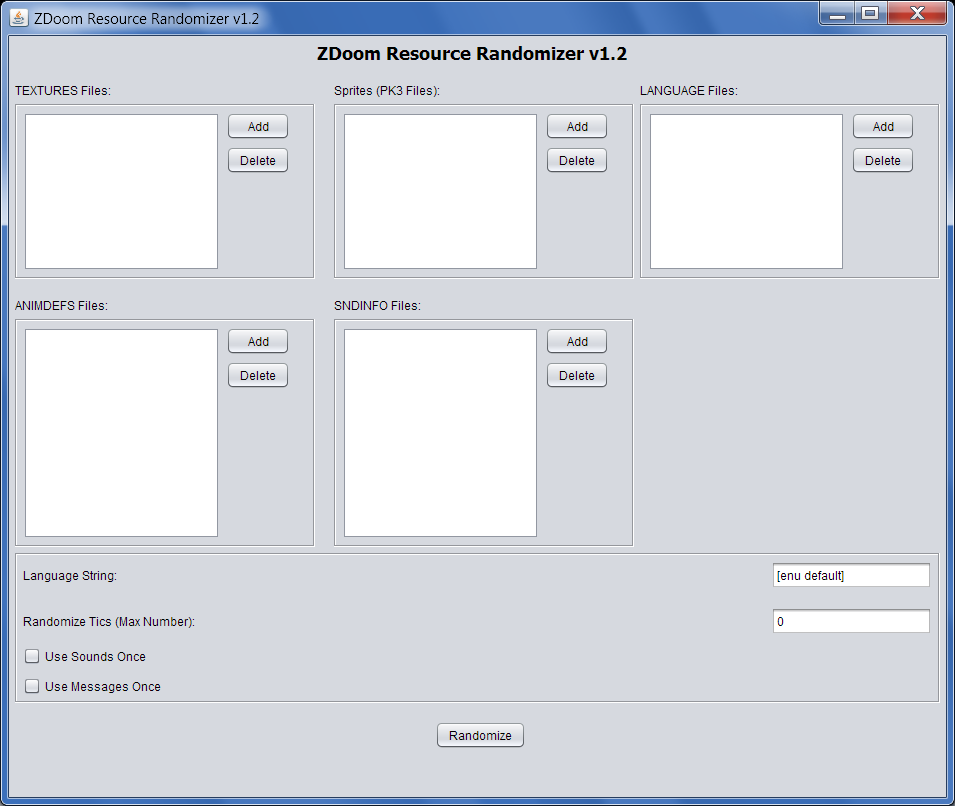 ZDoom Resource Randomizer v1.2
ZDoom Resource Randomizer v1.2
TEXTURES Files:
Sprites (PK3 Files):
LANGUAGE Files:
Add
Add
Add
Delete
Delete
Delete
ANIMDEFS Files:
SNDINFO Files:
Add
Add
Delete
Delete
Language String:
[enu default]
Randomize Tics (Max Number):
0
Use Sounds Once
Use Messages Once
Randomize